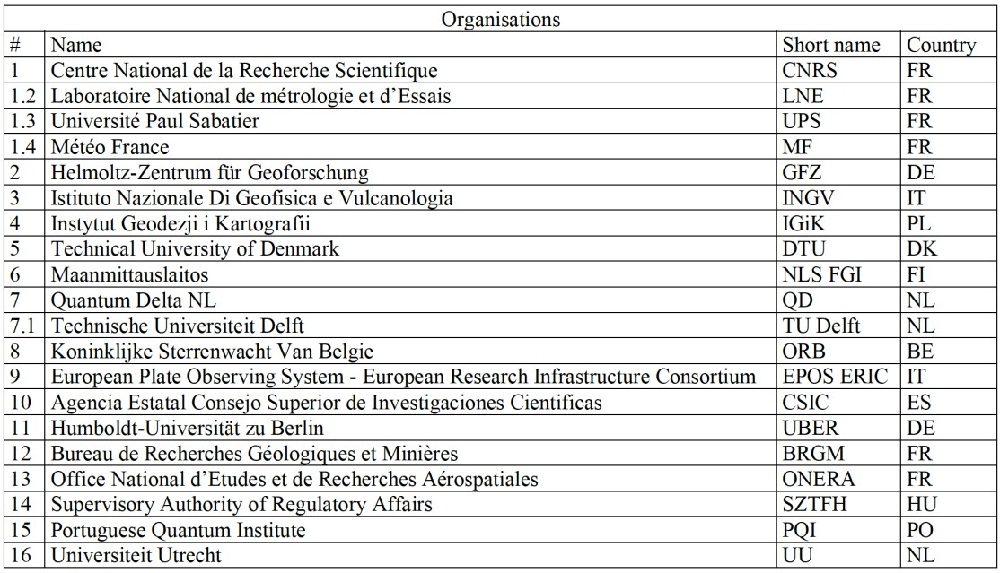 Organisations
# Name Short name Country
1 Centre National de la Recherche Scientifique CNRS FR
1.2 Laboratoire National de métrologie et d’Essais LNE FR
1.3 Université Paul Sabatier UPS FR
1.4 Météo France MF FR
2 Helmoltz-Zentrum für Geoforschung GFZ DE
3 Istituto Nazionale Di Geofisica e Vulcanologia INGV IT
4 Instytut Geodezji i Kartografii IGiK PL
5 Technical University of Denmark DTU DK
6 Maanmittauslaitos NLS FGI FI
7 Quantum Delta NL QD NL
7.1 Technische Universiteit Delft TU Delft NL
8 Koninklijke Sterrenwacht Van Belgie ORB BE
9 European Plate Observing System - European Research Infrastructure Consortium EPOS ERIC IT
10 Agencia Estatal Consejo Superior de Investigaciones Cientificas CSIC ES
11 Humboldt-Universität zu Berlin UBER DE
12 Bureau de Recherches Géologiques et Minières BRGM FR
13 Office National d’Etudes et de Recherches Aérospatiales ONERA FR
14 Supervisory Authority of Regulatory Affairs SZTFH HU
15 Portuguese Quantum Institute PQI PO
16 Universiteit Utrecht UU NL